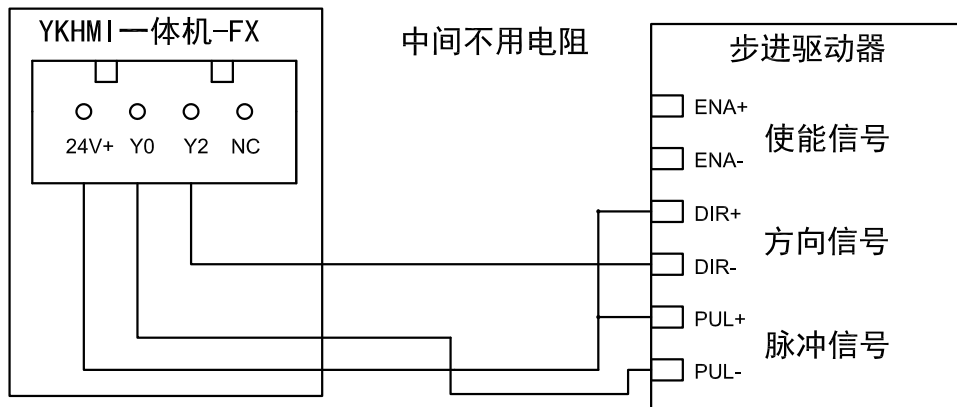 YKHMI一体机-FX
中间不用电阻
步进驱动器
24V+ Y0 Y2 NC
ENA+
使能信号
ENA-
DIR+
方向信号
DIR-
PUL+
脉冲信号
PUL-